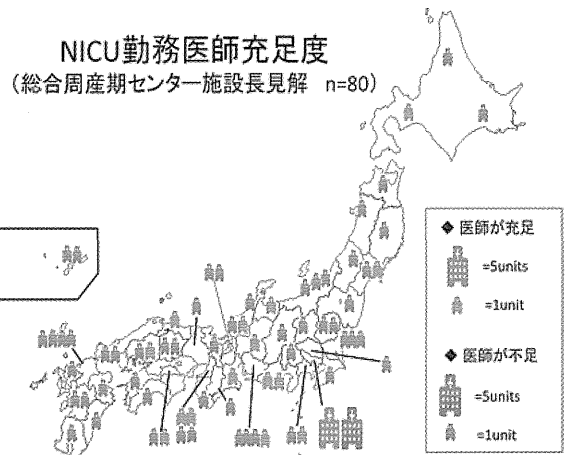 NICU勤務医師充足度
(総合周産期センター施設長見解　n=80)
◆ 医師が充足
=5units
=1unit
◆ 医師が不足
=5units
=1unit